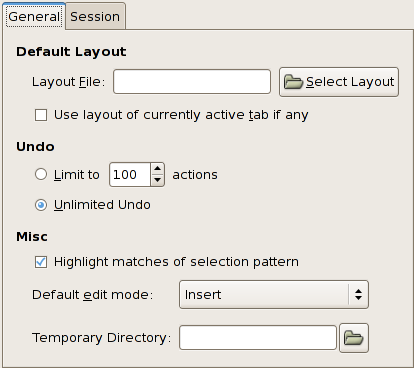 General Session
Default Layout
Layout File: Select Layout
Use layout of currently active tab if any
Undo
Limit to 100 actions
Unlimited Undo
Misc
Highlight matches of selection pattern
Default edit mode: Insert
Temporary Directory: